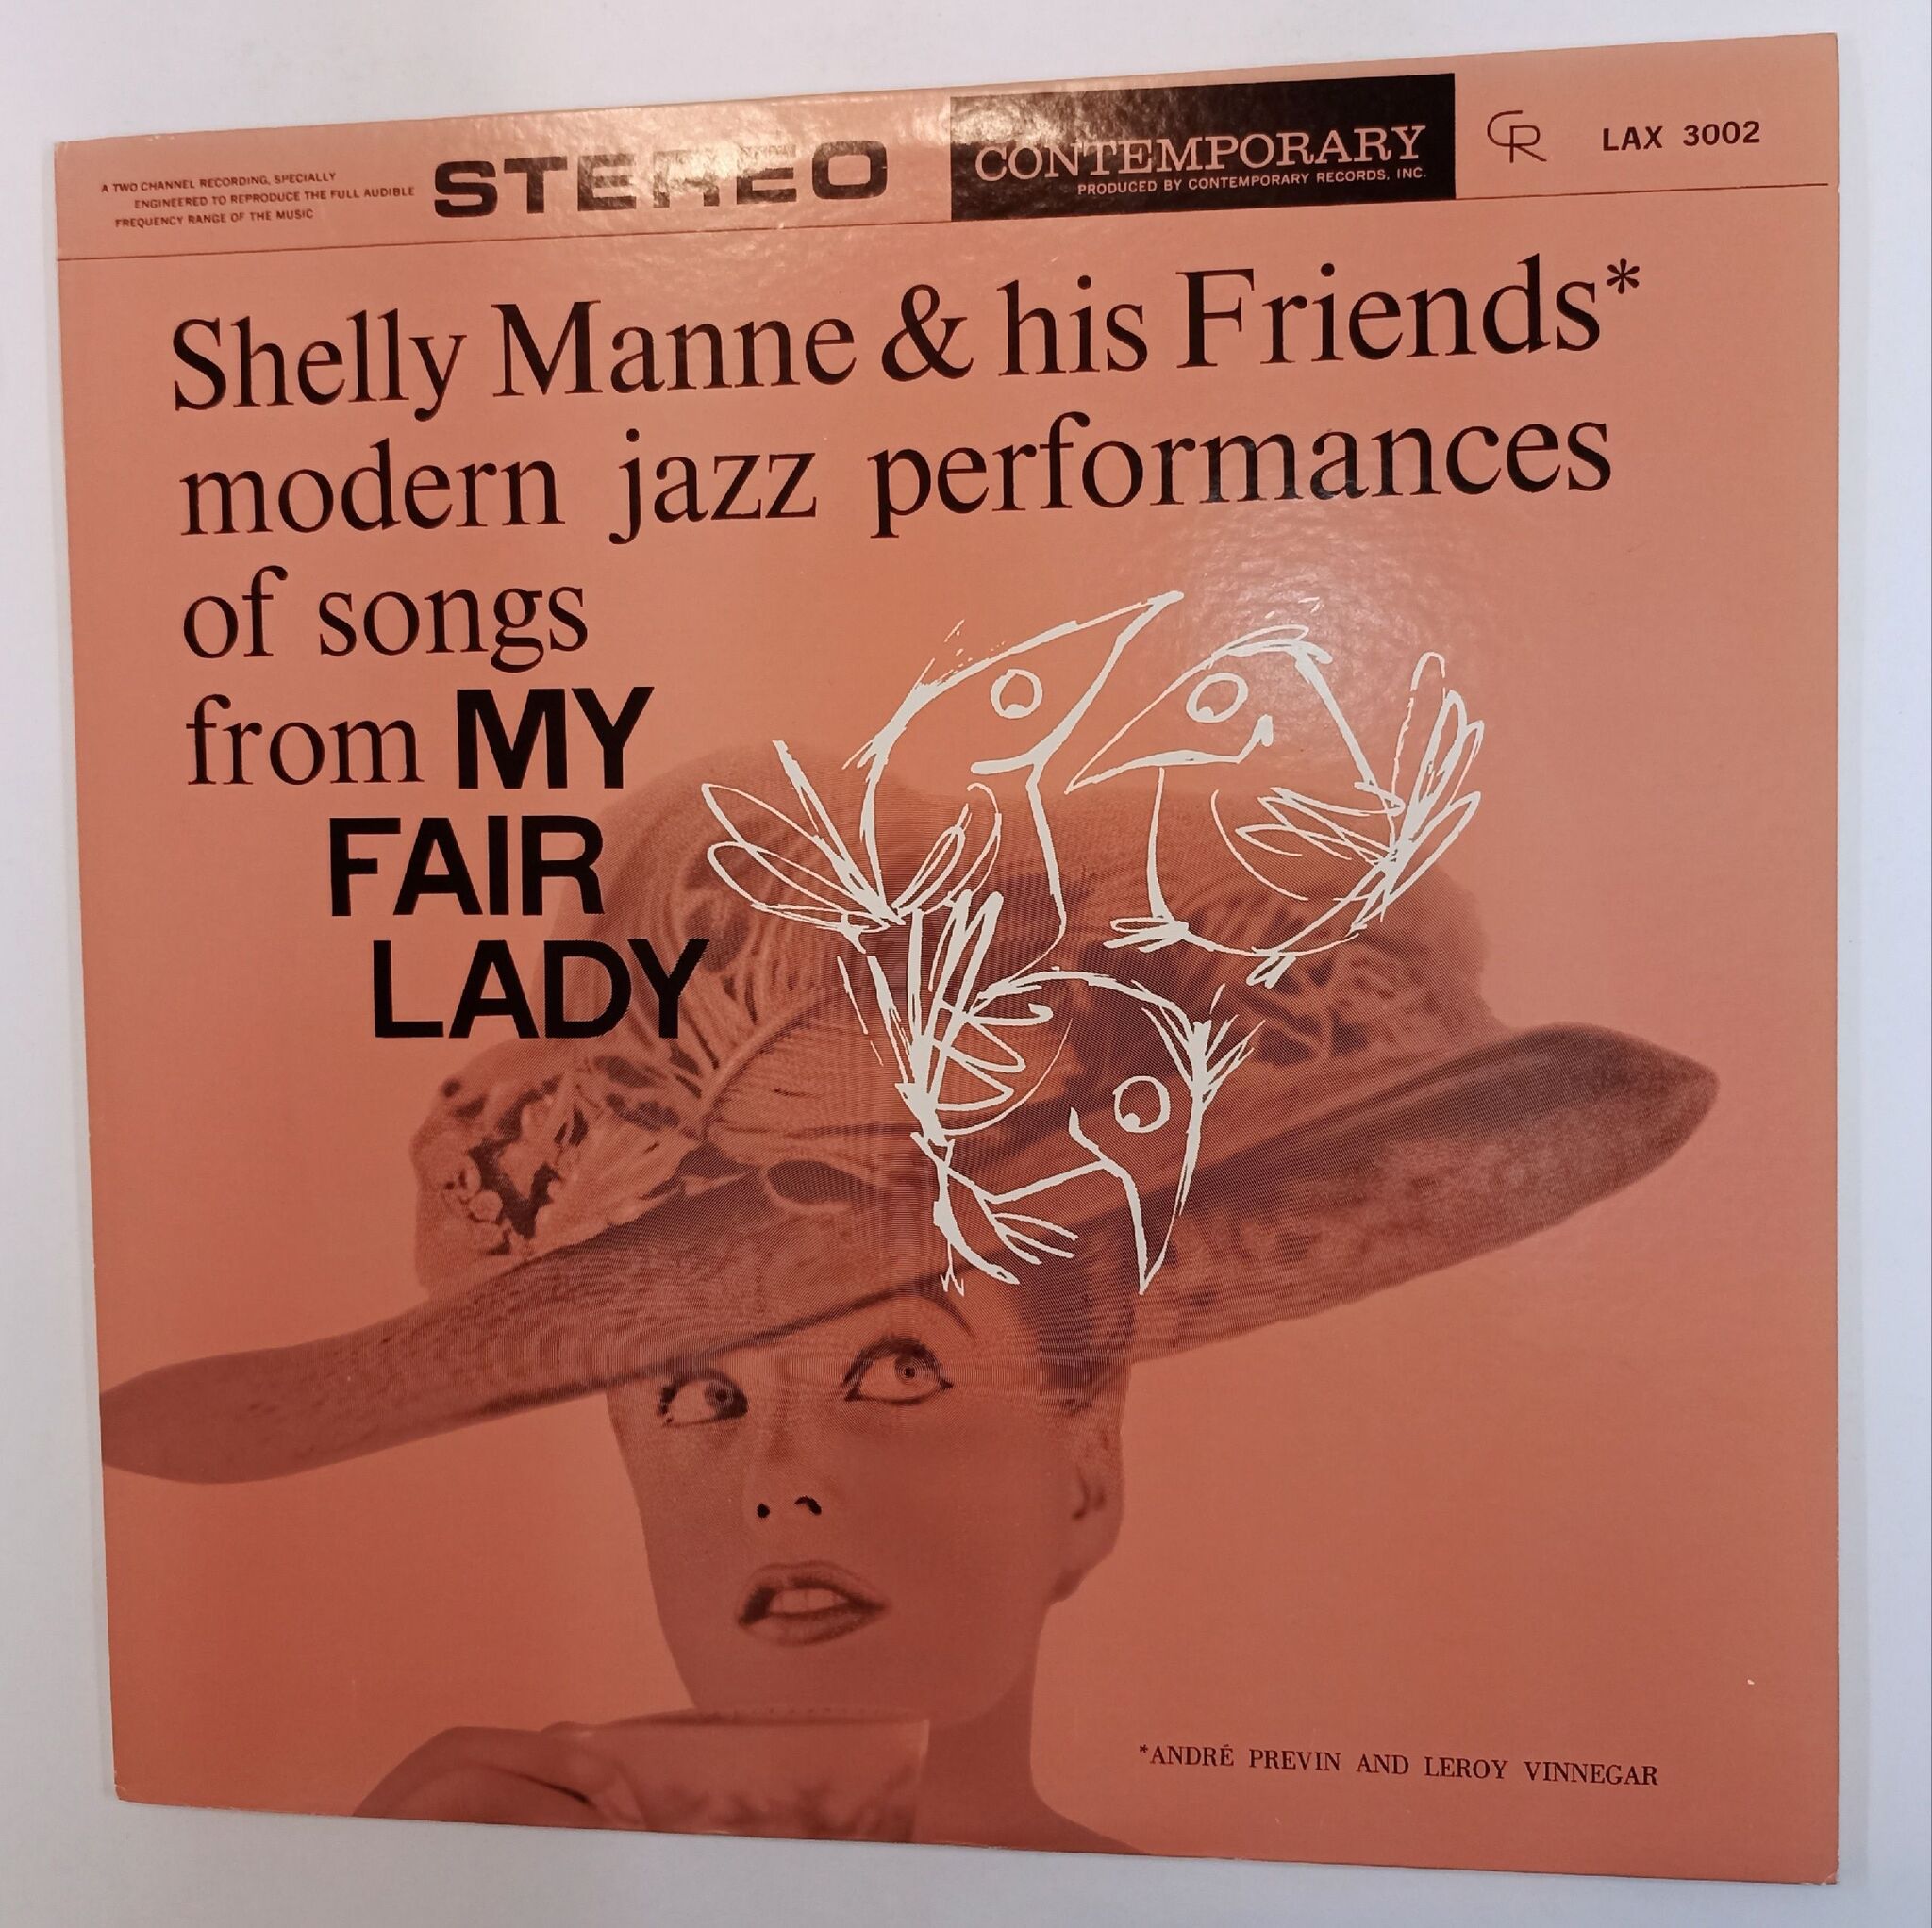 A TWO CHANNEL RECORDING, SPECIALLY
ENGINEERED TO REPRODUCE THE FULL AUDIBLE
FREQUENCY RANGE OF THE MUSIC
STEREO
CONTEMPORARY
PRODUCED BY CONTEMPORARY RECORDS, INC.
CR
LAX 3002
Shelly Manne & his Friends*
modern jazz performances
of songs
from MY
FAIR
LADY
*ANDRÉ PREVIN AND LEROY VINNEGAR